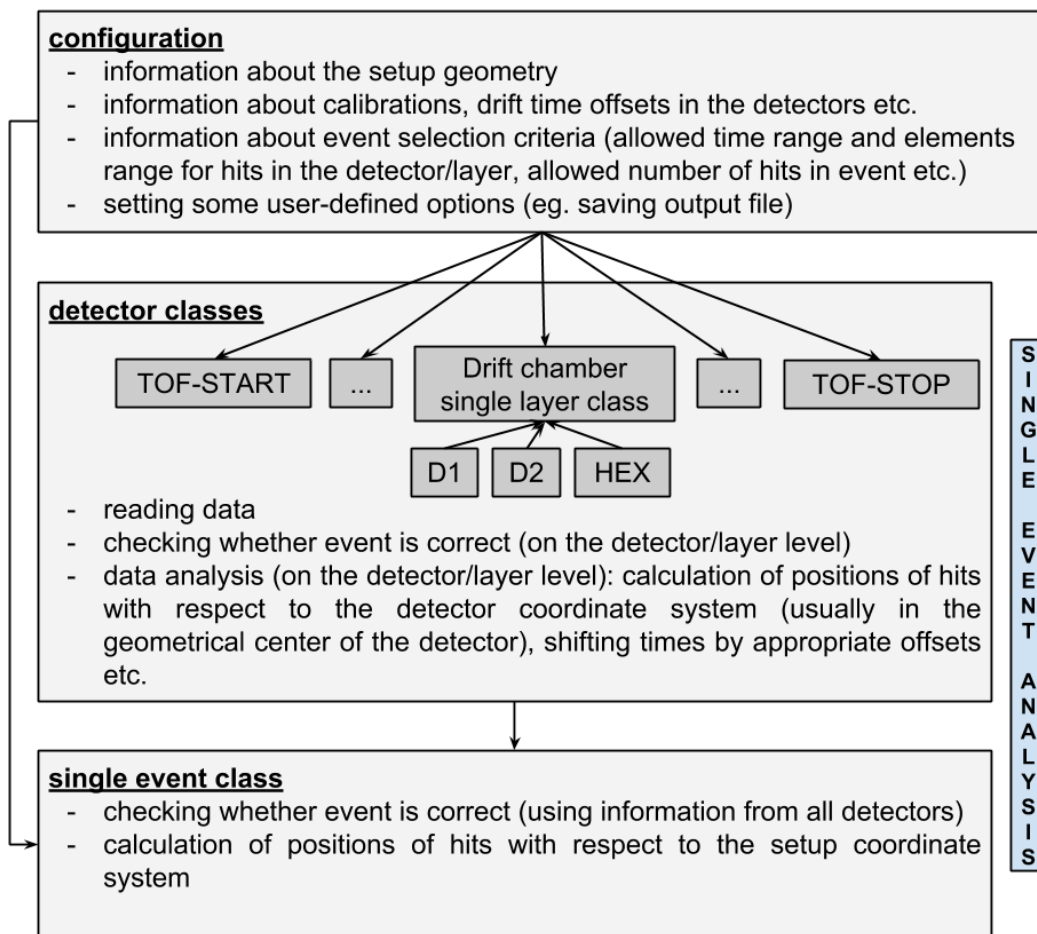 configuration
- information about the setup geometry
- information about calibrations, drift time offsets in the detectors etc.
- information about event selection criteria (allowed time range and elements
range for hits in the detector/layer, allowed number of hits in event etc.)
- setting some user-defined options (eg. saving output file)
detector classes
TOF-START
...
Drift chamber
single layer class
...
TOF-STOP
D1
D2
HEX
- reading data
- checking whether event is correct (on the detector/layer level)
- data analysis (on the detector/layer level): calculation of positions of hits
with respect to the detector coordinate system (usually in the
geometrical center of the detector), shifting times by appropriate offsets
etc.
single event class
- checking whether event is correct (using information from all detectors)
- calculation of positions of hits with respect to the setup coordinate
system
SINGLE EVENT ANALYSIS